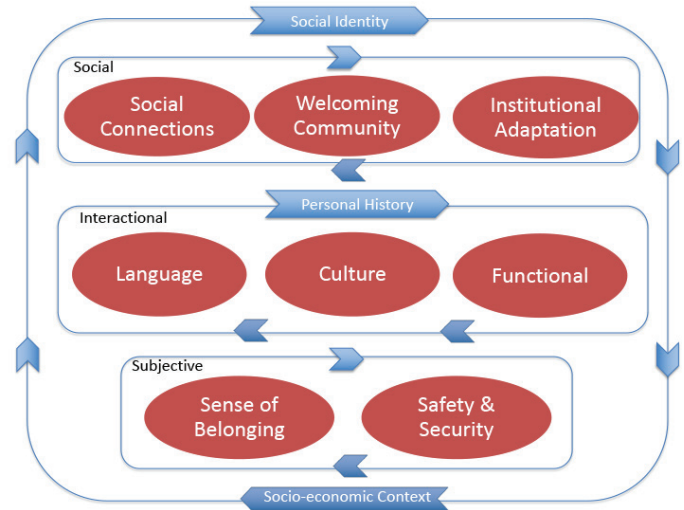 Social Identity
Social
Social
Connections
Welcoming
Community
Institutional
Adaptation
Personal History
Interactional
Language
Culture
Functional
Subjective
Sense of
Belonging
Safety &
Security
Socio-economic Context